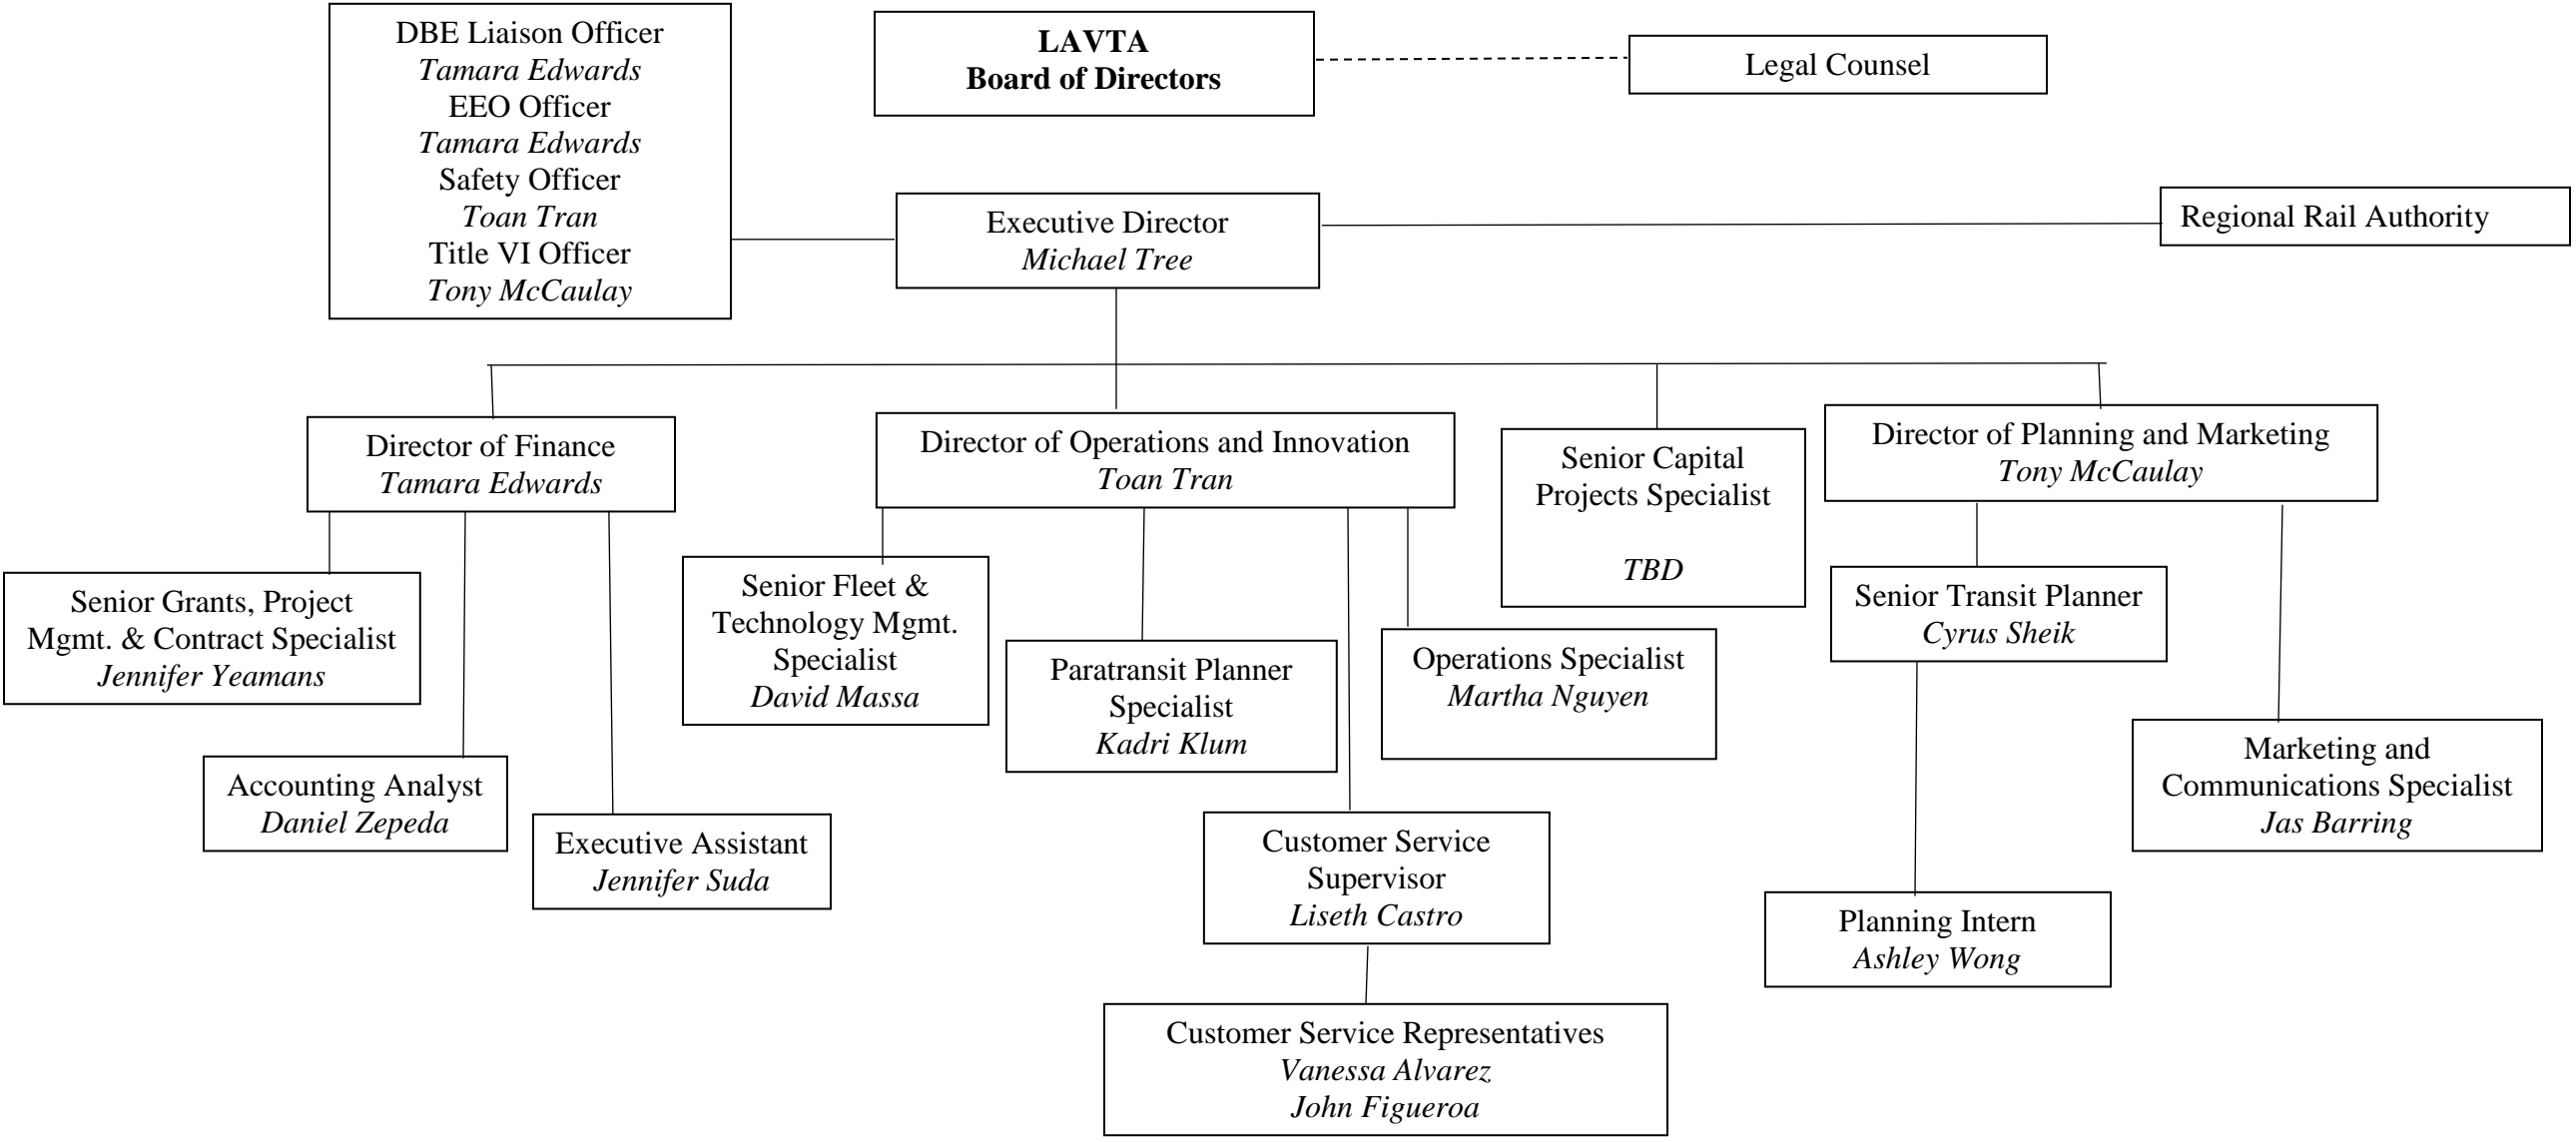 DBE Liaison Officer
Tamara Edwards
EEO Officer
Tamara Edwards
Safety Officer
Toan Tran
Title VI Officer
Tony McCaulay
LAVTA
Board of Directors
Legal Counsel
Executive Director
Michael Tree
Regional Rail Authority
Director of Finance
Tamara Edwards
Director of Operations and Innovation
Toan Tran
Senior Capital
Projects Specialist
TBD
Director of Planning and Marketing
Tony McCaulay
Senior Grants, Project
Mgmt. & Contract Specialist
Jennifer Yeamans
Accounting Analyst
Daniel Zepeda
Executive Assistant
Jennifer Suda
Senior Fleet &
Technology Mgmt.
Specialist
David Massa
Paratransit Planner
Specialist
Kadri Klum
Operations Specialist
Martha Nguyen
Customer Service
Supervisor
Liseth Castro
Customer Service Representatives
Vanessa Alvarez
John Figueroa
Senior Transit Planner
Cyrus Sheik
Planning Intern
Ashley Wong
Marketing and
Communications Specialist
Jas Barring